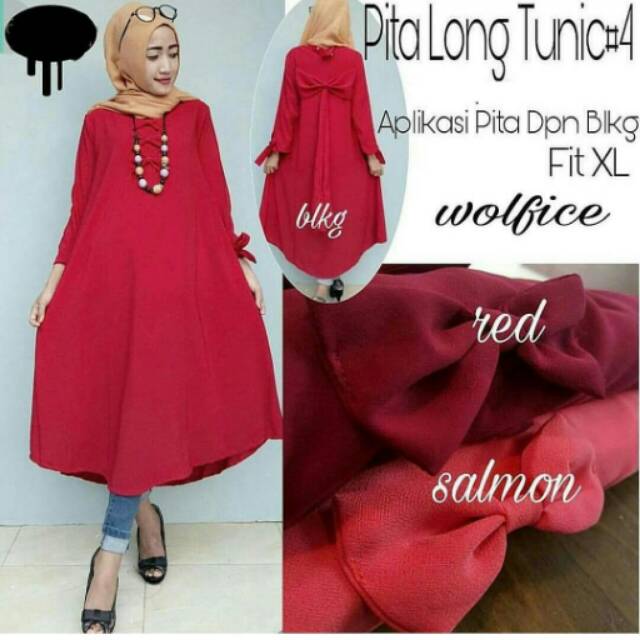 Pita Long Tunic#4
Aplikasi Pita Dpn Blkg
Fit XL
wolfice
blkg
red
salmon